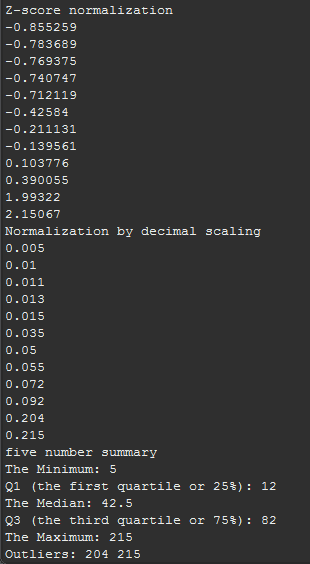 Z-score normalization
-0.855259
-0.783689
-0.769375
-0.740747
-0.712119
-0.42584
-0.211131
-0.139561
0.103776
0.390055
1.99322
2.15067
Normalization by decimal scaling
0.005
0.01
0.011
0.013
0.015
0.035
0.05
0.055
0.072
0.092
0.204
0.215
five number summary
The Minimum: 5
Q1 (the first quartile or 25%): 12
The Median: 42.5
Q3 (the third quartile or 75%): 82
The Maximum: 215
Outliers: 204 215